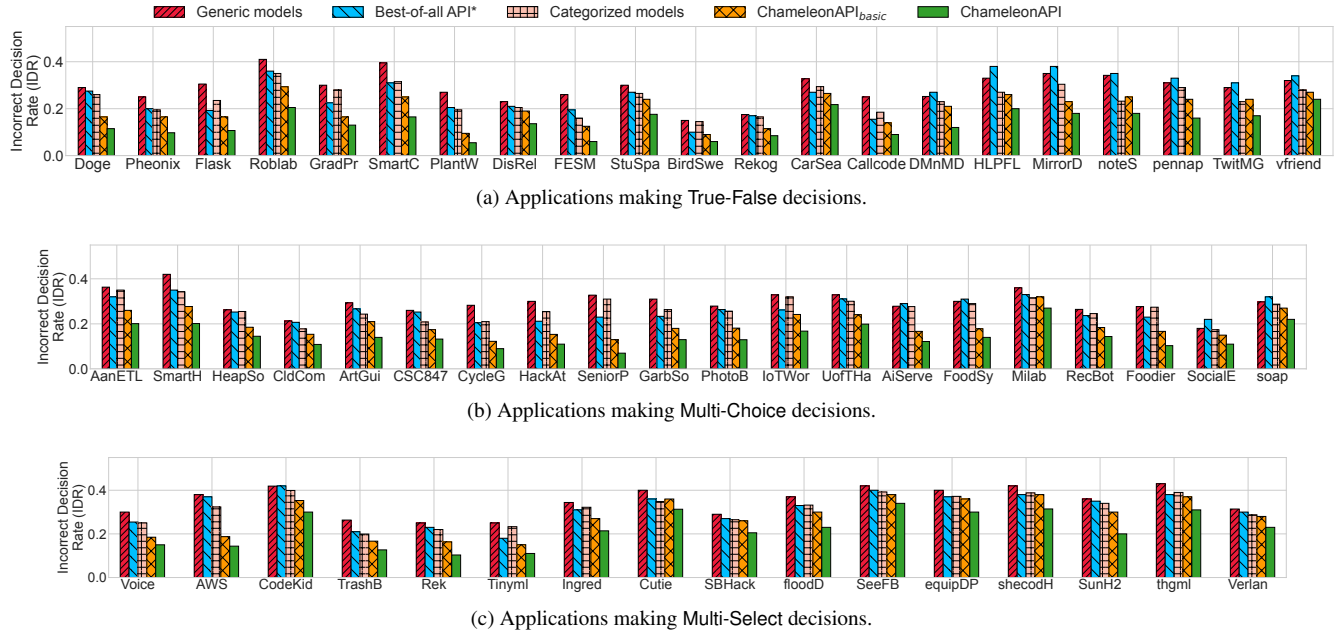 Generic models Best-of-all API* Categorized models ChameleonAPIbasic ChameleonAPI
Incorrect Decision
Rate (IDR)
0.4
0.2
0.0
Doge Pheonix Flask Roblab GradPr SmartC PlantW DisRel FESM StuSpa BirdSwe Rekog CarSea Callcode DMnMD HLPFL MirrorD noteS pennap TwitMG vfriend
(a) Applications making True-False decisions.
Incorrect Decision
Rate (IDR)
0.4
0.2
0.0
AanETL SmartH HeapSo CldCom ArtGui CSC847 CycleG HackAt SeniorP GarbSo PhotoB IoTWor UofTHa AiServe FoodSy Milab RecBot Foodier SocialE soap
(b) Applications making Multi-Choice decisions.
Incorrect Decision
Rate (IDR)
0.4
0.2
0.0
Voice AWS CodeKid TrashB Rek Tinyml Ingred Cutie SBHack floodD SeeFB equipDP shecodH SunH2 thgml Verlan
(c) Applications making Multi-Select decisions.